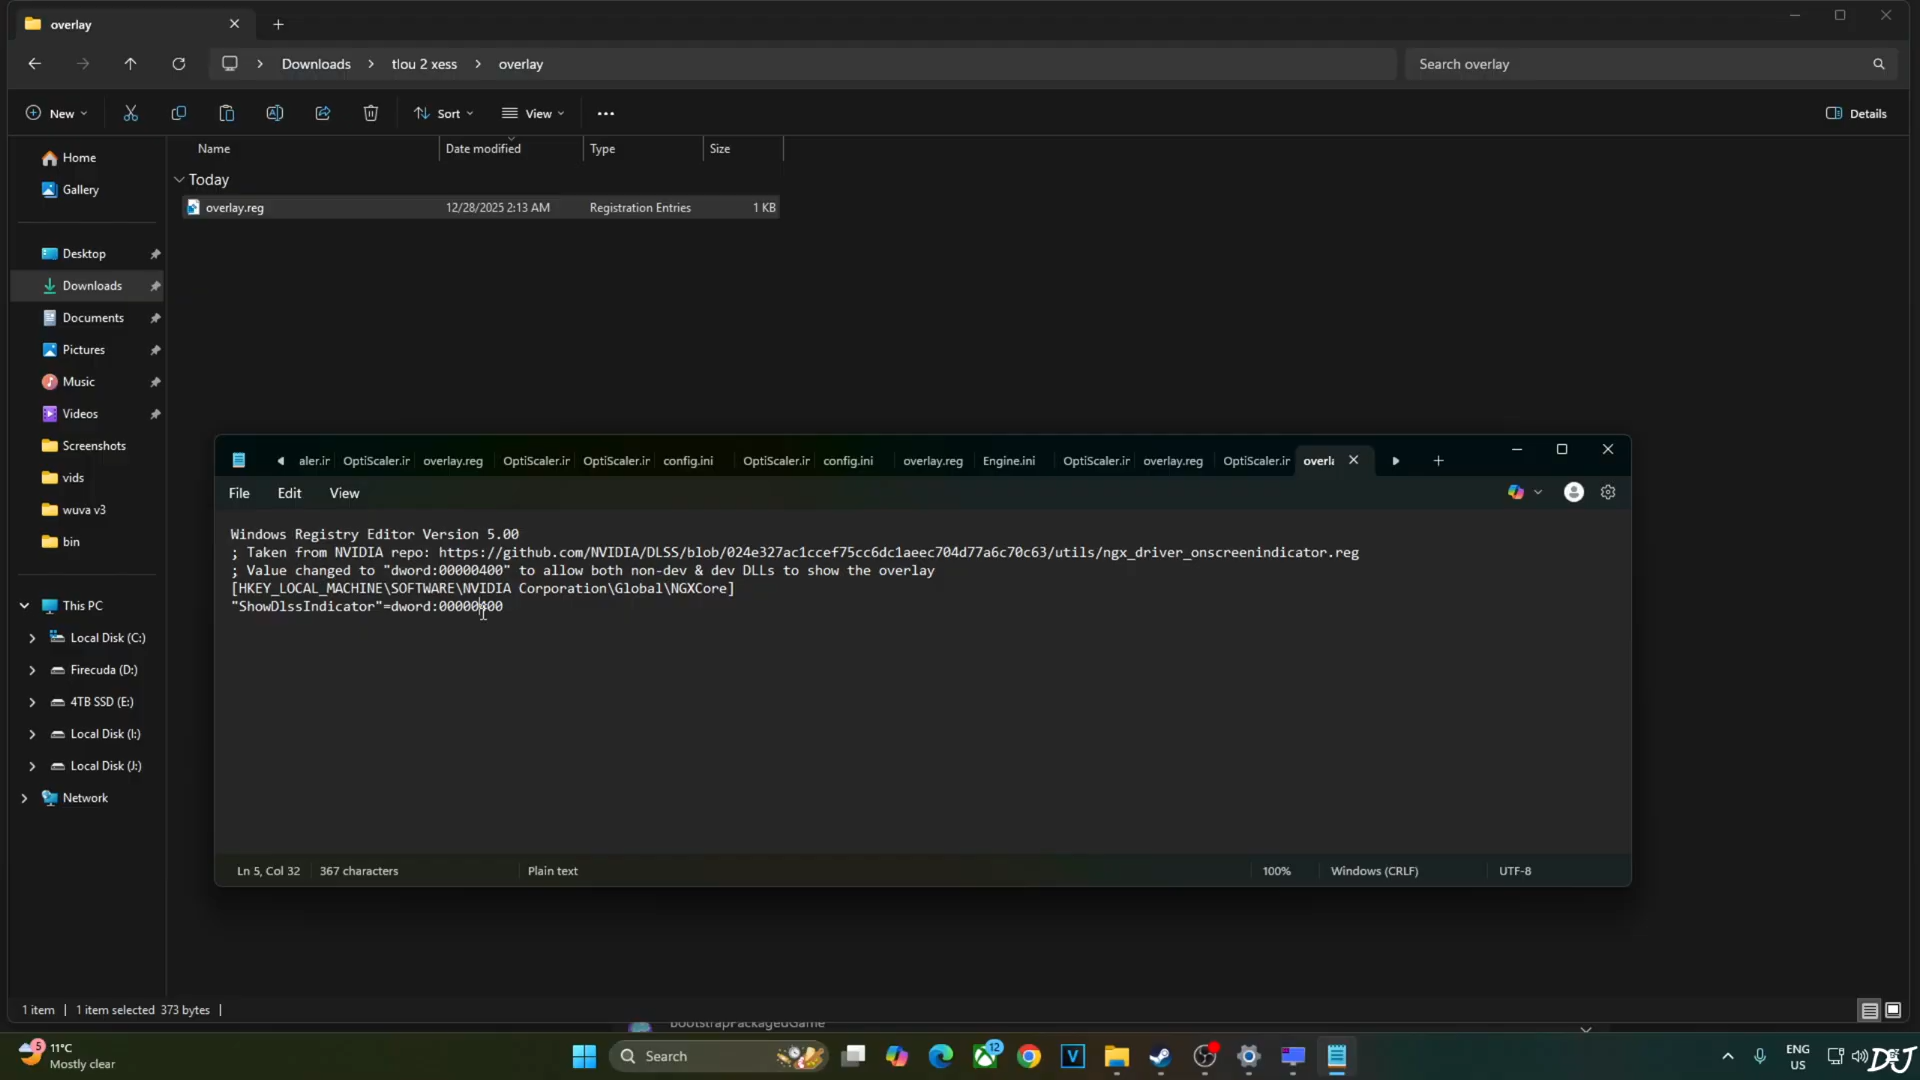 overlay
Downloads
tlou 2 xess
overlay
Search overlay
New
Sort
View
Details
Name
Date modified
Type
Size
Today
overlay.reg
12/28/2025 2:13 AM
Registration Entries
1 KB
Home
Gallery
Desktop
Downloads
Documents
Pictures
Music
Videos
Screenshots
vids
wuva v3
bin
This PC
Local Disk (C:)
Firecuda (D:)
4TB SSD (E:)
Local Disk (I:)
Local Disk (J:)
Network
aler.ir
OptiScaler.ir
overlay.reg
OptiScaler.ir
OptiScaler.ir
config.ini
OptiScaler.ir
config.ini
overlay.reg
Engine.ini
OptiScaler.ir
overlay.reg
OptiScaler.ir
overla
File
Edit
View
Windows Registry Editor Version 5.00
; Taken from NVIDIA repo: https://github.com/NVIDIA/DLSS/blob/024e327ac1ccef75cc6dc1aeec704d77a6c70c63/utils/ngx_driver_onscreenindicator.reg
; Value changed to "dword:00000400" to allow both non-dev & dev DLLs to show the overlay
[HKEY_LOCAL_MACHINE\SOFTWARE\NVIDIA Corporation\Global\NGXCore]
"ShowDlssIndicator"=dword:00000400
Ln 5, Col 32
367 characters
Plain text
100%
Windows (CRLF)
UTF-8
1 item
1 item selected 373 bytes
BootstrapPackagedGame
5
11°C
Mostly clear
Search
12
V
ENG
US
DJ